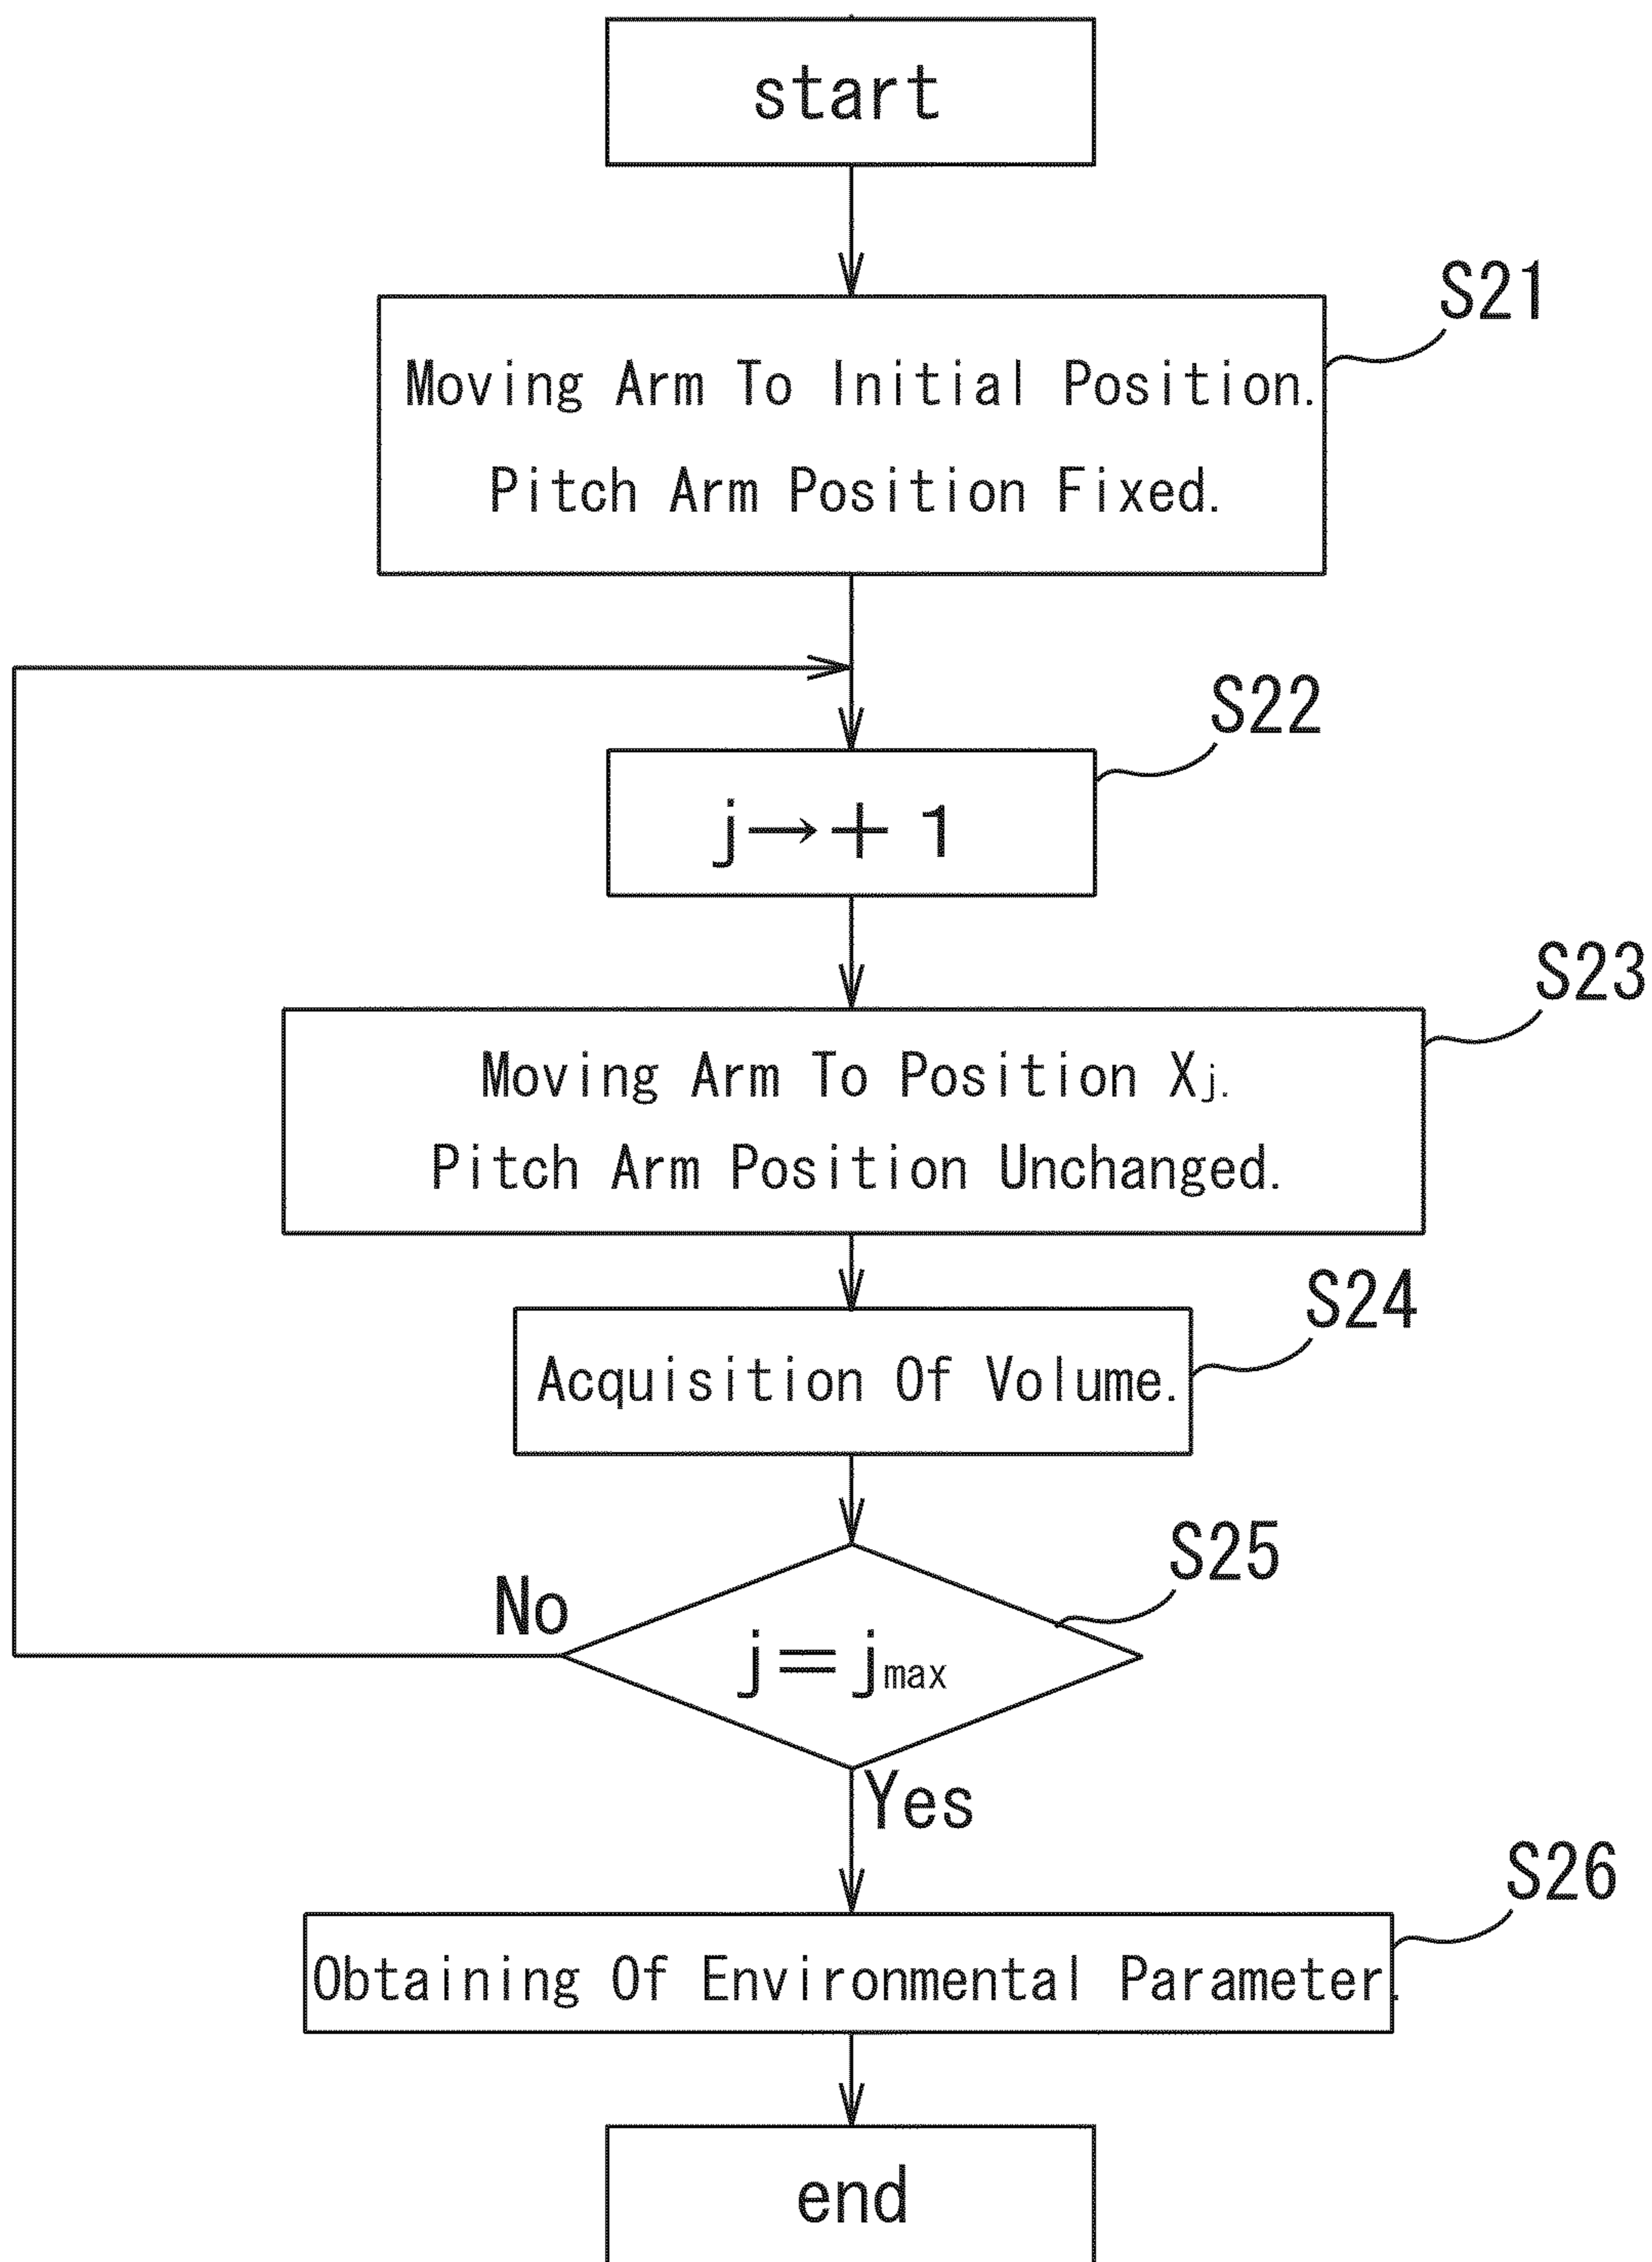 start
S21
Moving Arm To Initial Position.
Pitch Arm Position Fixed.
S22
j→+1
S23
Moving Arm To Position Xj.
Pitch Arm Position Unchanged.
S24
Acquisition Of Volume.
S25
No
j=jmax
Yes
S26
Obtaining Of Environmental Parameter.
end